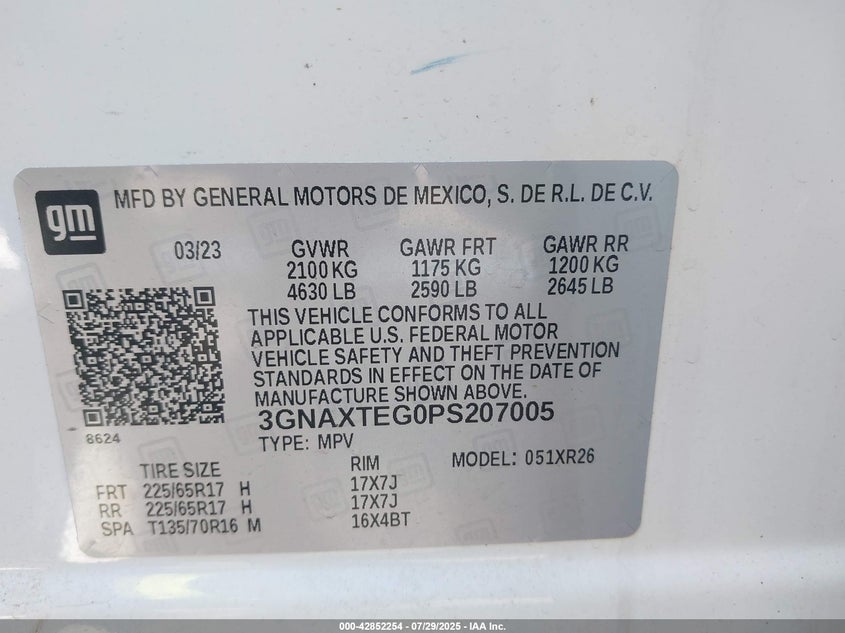 gm
MFD BY GENERAL MOTORS DE MEXICO, S. DE R.L. DE C.V.
03/23 GVWR GAWR FRT GAWR RR
2100 KG 1175 KG 1200 KG
4630 LB 2590 LB 2645 LB
THIS VEHICLE CONFORMS TO ALL
APPLICABLE U.S. FEDERAL MOTOR
VEHICLE SAFETY AND THEFT PREVENTION
STANDARDS IN EFFECT ON THE DATE OF
MANUFACTURE SHOWN ABOVE.
3GNAXTEG0PS207005
8624
TYPE: MPV
MODEL: 051XR26
TIRE SIZE RIM
FRT 225/65R17 H 17X7J
RR 225/65R17 H 17X7J
SPA T135/70R16 M 16X4BT
000-42852254 - 07/29/2025 - IAA Inc.